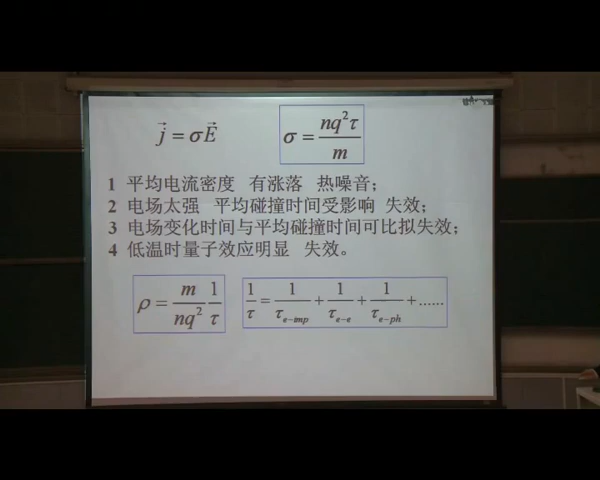 j⃗ = σE⃗
σ = nq²τ / m
1 平均电流密度 有涨落 热噪音；
2 电场太强 平均碰撞时间受影响 失效；
3 电场变化时间与平均碰撞时间可比拟失效；
4 低温时量子效应明显 失效。
ρ = m / nq² 1 / τ
1 / τ = 1 / τ_{e-imp} + 1 / τ_{e-e} + 1 / τ_{e-ph} + ······